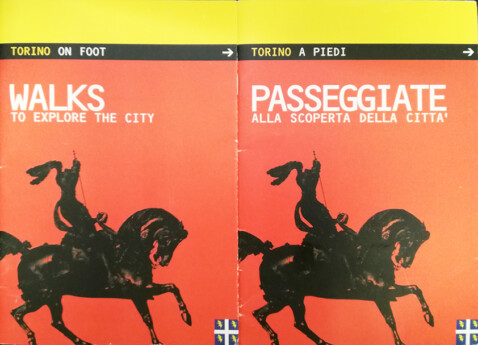 TORINO ON FOOT
WALKS
TO EXPLORE THE CITY
TORINO A PIEDI
PASSEGGIATE
ALLA SCOPERTA DELLA CITTA'